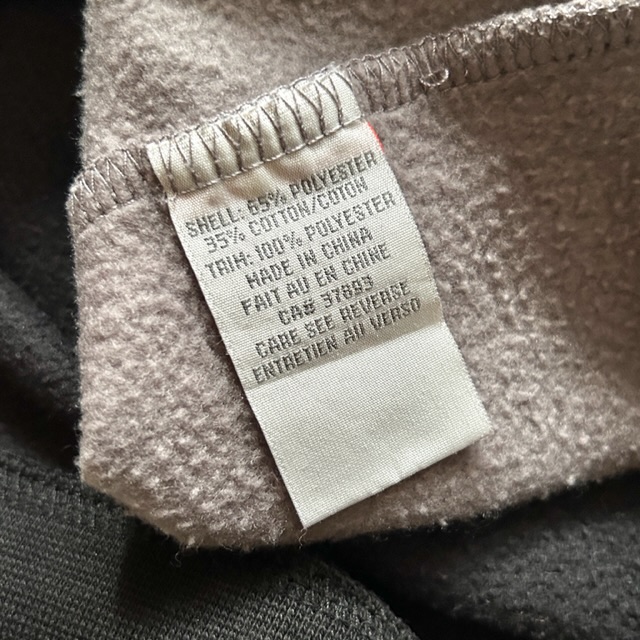 SHELL: 65% POLYESTER
35% COTTON/COTON
TRIM: 100% POLYESTER
MADE IN CHINA
FAIT AU EN CHINE
CA# 37893
CARE SEE REVERSE
ENTRETIEN AU VERSO